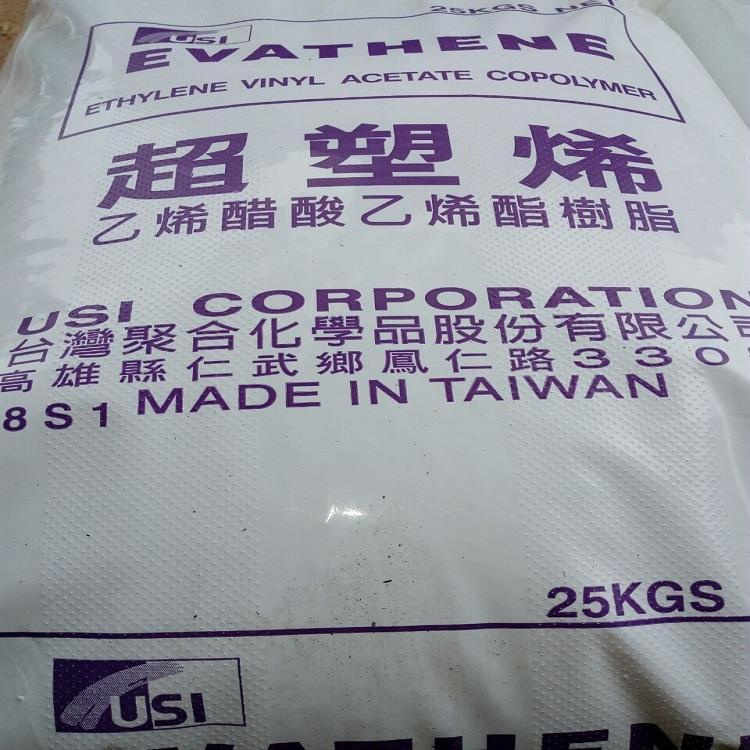 25KGS NET
USI
EVATHENE
ETHYLENE VINYL ACETATE COPOLYMER
超塑烯
乙烯醋酸乙烯酯樹脂
USI CORPORATION
台灣聚合化學品股份有限公司
高雄縣仁武鄉鳳仁路330
8S1 MADE IN TAIWAN
25KGS
USI
EVATHENE